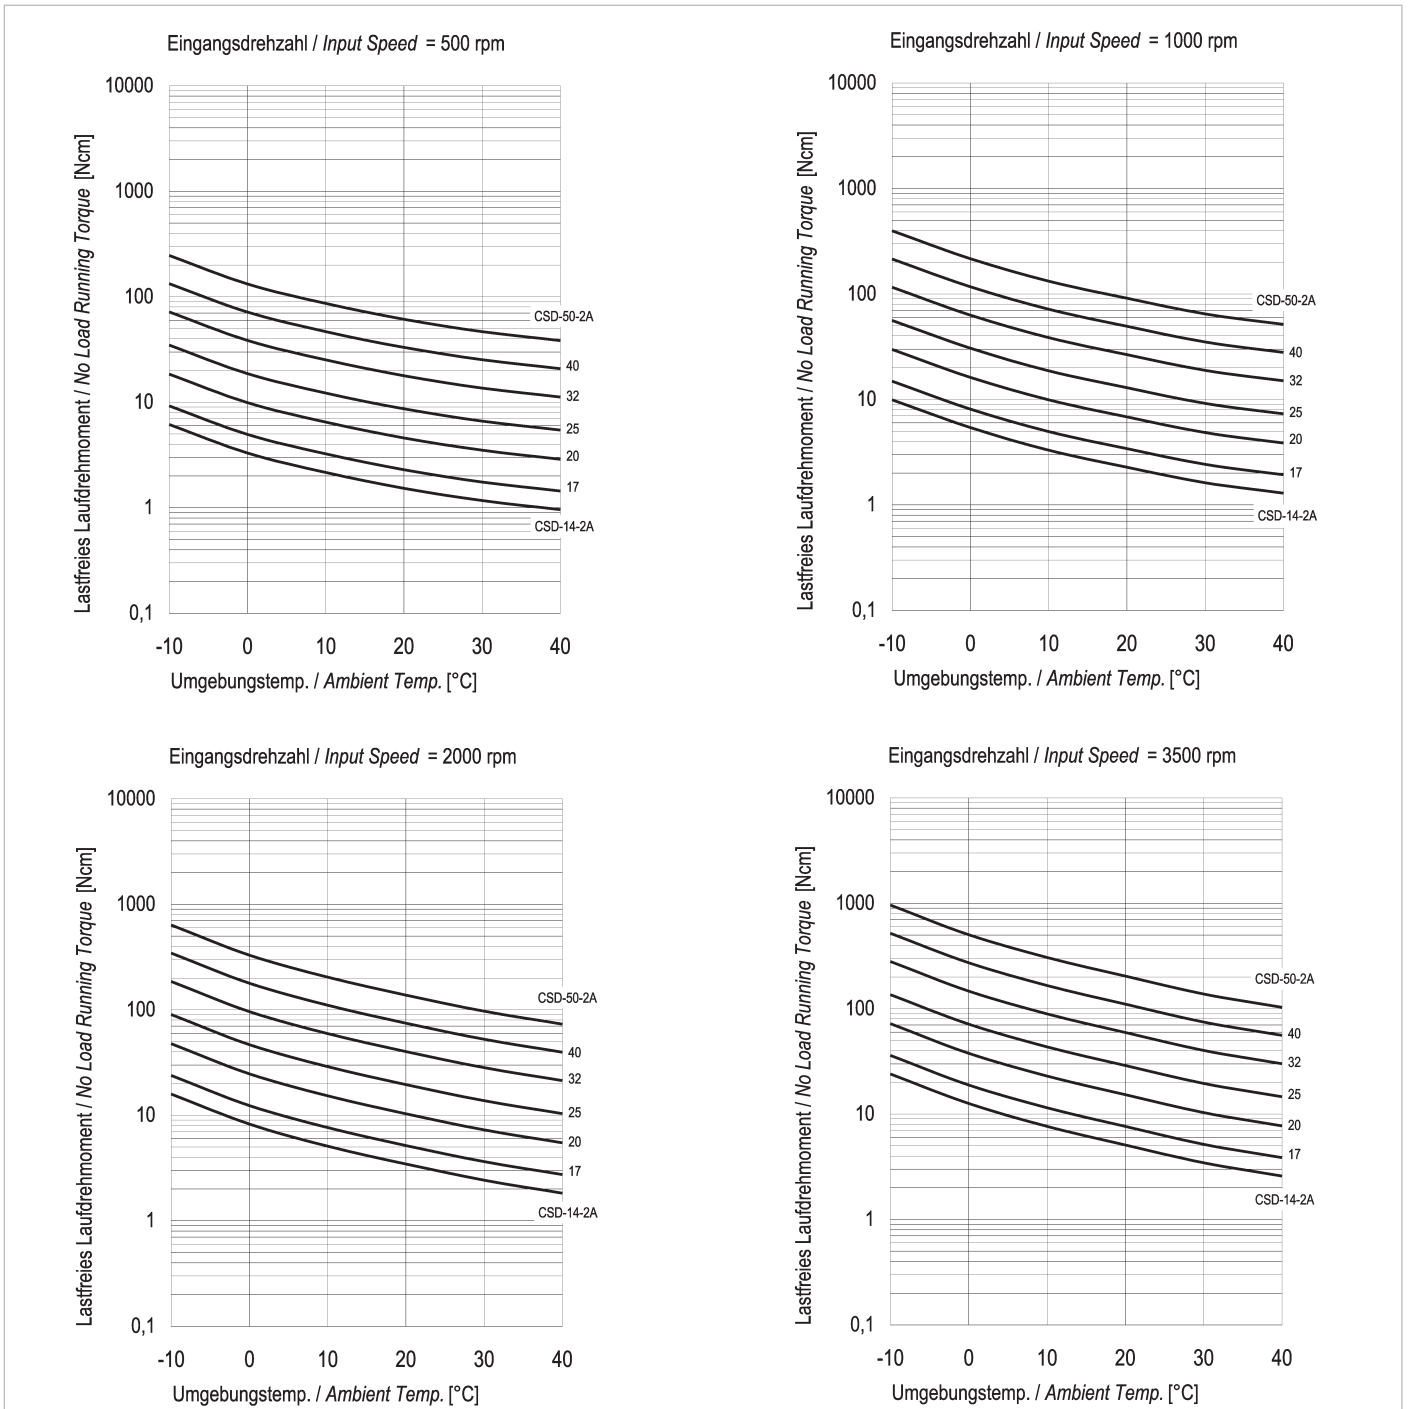 Eingangsdrehzahl / Input Speed = 500 rpm
10000
1000
100
10
1
0,1
Lastfreies Laufdrehmoment / No Load Running Torque [Ncm]
CSD-50-2A
40
32
25
20
17
CSD-14-2A
-10 0 10 20 30 40
Umgebungstemp. / Ambient Temp. [°C]
Eingangsdrehzahl / Input Speed = 1000 rpm
10000
1000
100
10
1
0,1
Lastfreies Laufdrehmoment / No Load Running Torque [Ncm]
CSD-50-2A
40
32
25
20
17
CSD-14-2A
-10 0 10 20 30 40
Umgebungstemp. / Ambient Temp. [°C]
Eingangsdrehzahl / Input Speed = 2000 rpm
10000
1000
100
10
1
0,1
Lastfreies Laufdrehmoment / No Load Running Torque [Ncm]
CSD-50-2A
40
32
25
20
17
CSD-14-2A
-10 0 10 20 30 40
Umgebungstemp. / Ambient Temp. [°C]
Eingangsdrehzahl / Input Speed = 3500 rpm
10000
1000
100
10
1
0,1
Lastfreies Laufdrehmoment / No Load Running Torque [Ncm]
CSD-50-2A
40
32
25
20
17
CSD-14-2A
-10 0 10 20 30 40
Umgebungstemp. / Ambient Temp. [°C]